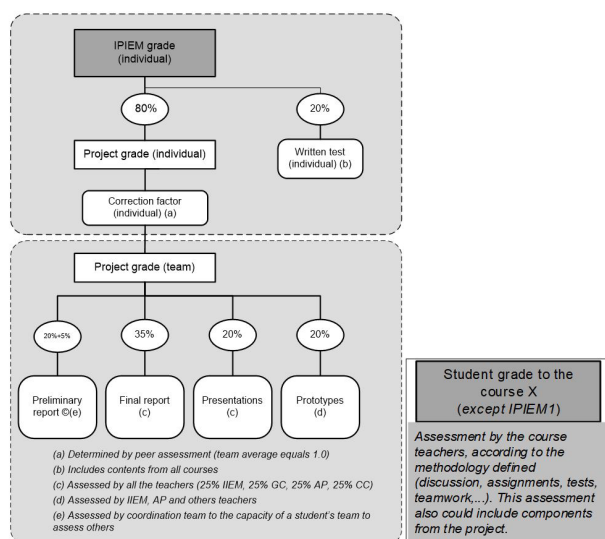 IPIEM grade
(individual)
80%
20%
Project grade (individual)
Written test
(individual) (b)
Correction factor
(individual) (a)
Project grade (team)
20%+5%
35%
20%
20%
Preliminary
report ©(e)
Final report
(c)
Presentations
(c)
Prototypes
(d)
(a) Determined by peer assessment (team average equals 1.0)
(b) Includes contents from all courses
(c) Assessed by all the teachers (25% IIEM, 25% GC, 25% AP, 25% CC)
(d) Assessed by IIEM, AP and others teachers
(e) Assessed by coordination team to the capacity of a student's team to
assess others
Student grade to the
course X
(except IPIEM1)
Assessment by the course
teachers, according to the
methodology defined
(discussion, assignments, tests,
teamwork,...). This assessment
also could include components
from the project.